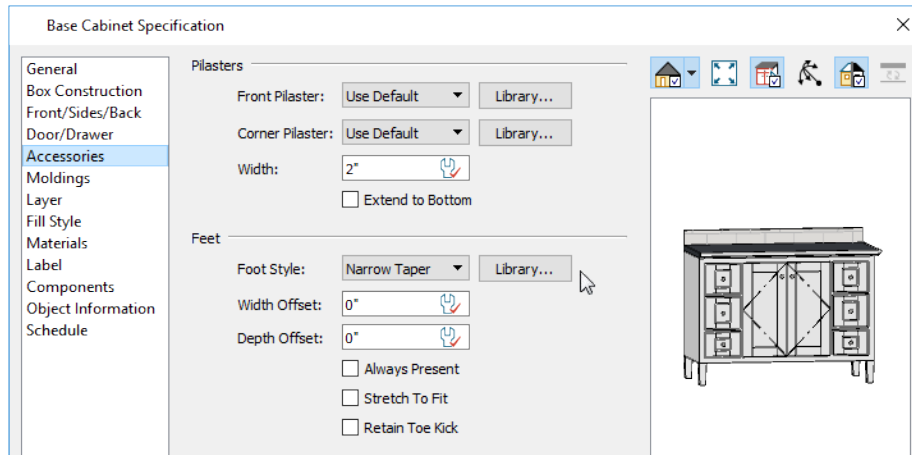 Base Cabinet Specification
General
Box Construction
Front/Sides/Back
Door/Drawer
Accessories
Moldings
Layer
Fill Style
Materials
Label
Components
Object Information
Schedule
Pilasters
Front Pilaster: Use Default Library...
Corner Pilaster: Use Default Library...
Width: 2"
Extend to Bottom
Feet
Foot Style: Narrow Taper Library...
Width Offset: 0"
Depth Offset: 0"
Always Present
Stretch To Fit
Retain Toe Kick